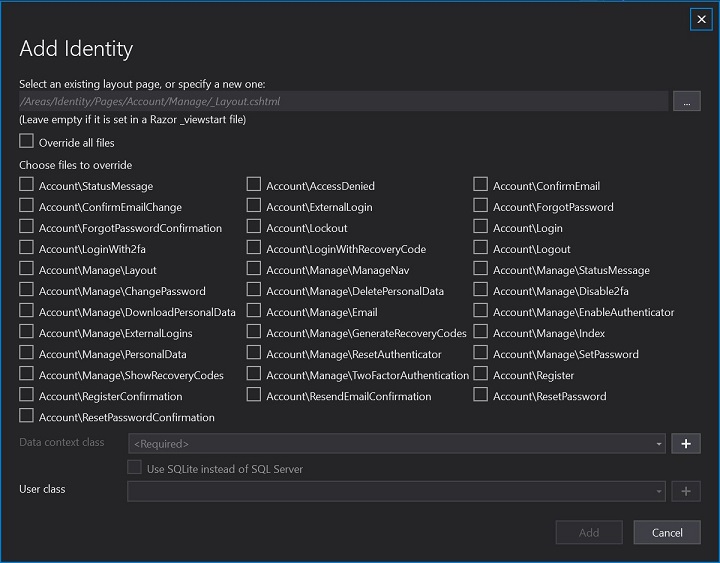 Add Identity
Select an existing layout page, or specify a new one:
/Areas/Identity/Pages/Account/Manage/_Layout.cshtml
...
(Leave empty if it is set in a Razor _viewstart file)
Override all files
Choose files to override
Account\StatusMessage Account\AccessDenied Account\ConfirmEmail
Account\ConfirmEmailChange Account\ExternalLogin Account\ForgotPassword
Account\ForgotPasswordConfirmation Account\Lockout Account\Login
Account\LoginWith2fa Account\LoginWithRecoveryCode Account\Logout
Account\Manage\Layout Account\Manage\ManageNav Account\Manage\StatusMessage
Account\Manage\ChangePassword Account\Manage\DeletePersonalData Account\Manage\Disable2fa
Account\Manage\DownloadPersonalData Account\Manage\Email Account\Manage\EnableAuthenticator
Account\Manage\ExternalLogins Account\Manage\GenerateRecoveryCodes Account\Manage\Index
Account\Manage\PersonalData Account\Manage\ResetAuthenticator Account\Manage\SetPassword
Account\Manage\ShowRecoveryCodes Account\Manage\TwoFactorAuthentication Account\Register
Account\RegisterConfirmation Account\ResendEmailConfirmation Account\ResetPassword
Account\ResetPasswordConfirmation
Data context class <Required> +
Use SQLite instead of SQL Server
User class +
Add Cancel